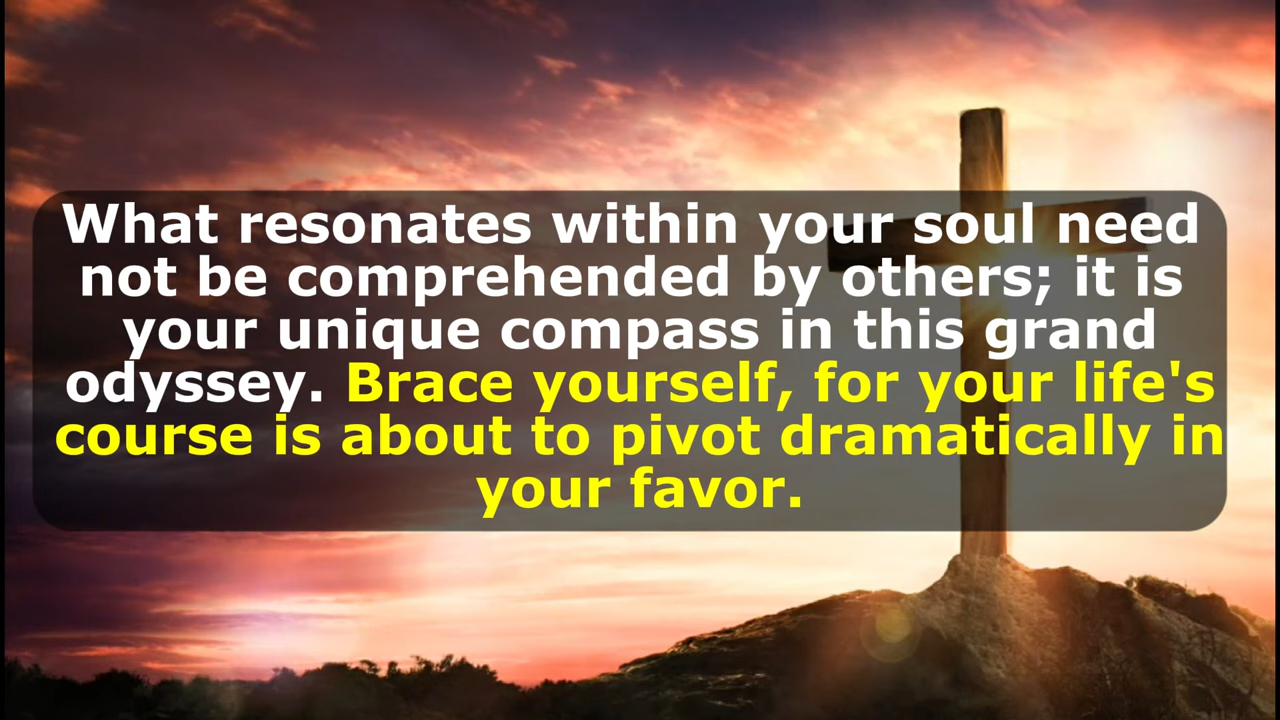 What resonates within your soul need
not be comprehended by others; it is
your unique compass in this grand
odyssey. Brace yourself, for your life's
course is about to pivot dramatically in
your favor.